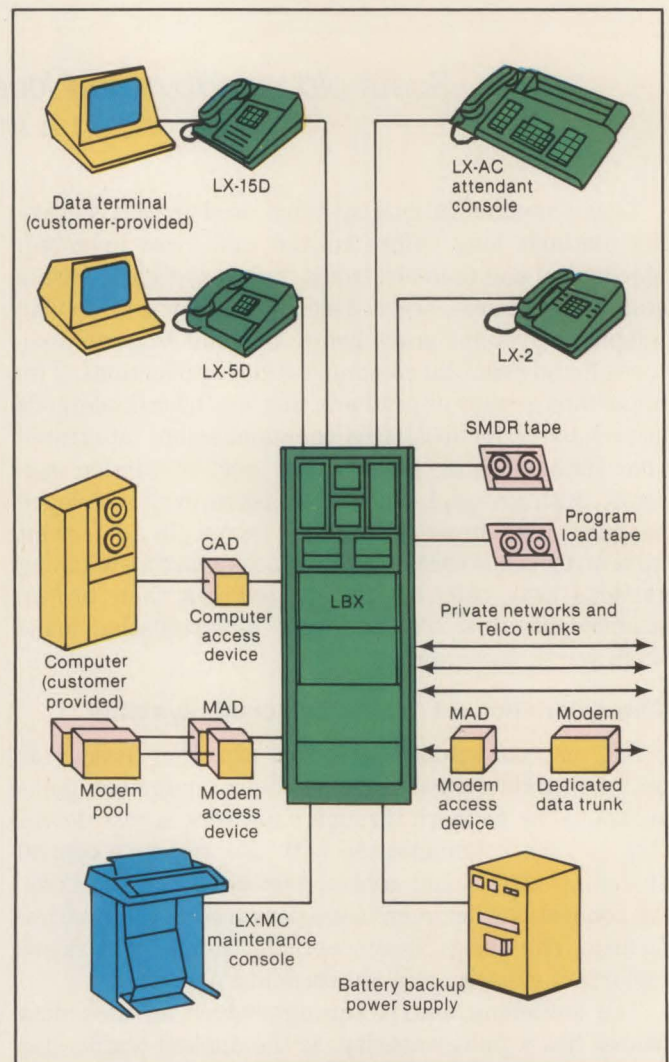 Data terminal
(customer-provided)
LX-15D
LX-AC
attendant
console
LX-5D
LX-2
SMDR tape
Program
load tape
CAD
Computer
access
device
LBX
Private networks and
Telco trunks
Computer
(customer
provided)
MAD
Modem
pool
Modem
access
device
MAD
Modem
Modem
access
device
Dedicated
data trunk
LX-MC
maintenance
console
Battery backup
power supply